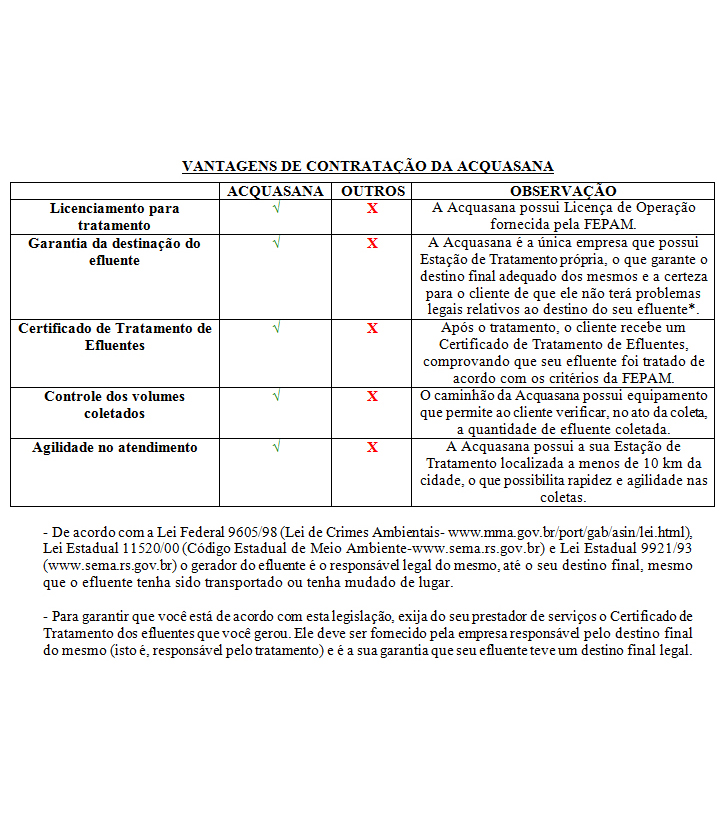 VANTAGENS DE CONTRATAÇÃO DA ACQUASANA
ACQUASANA OUTROS OBSERVAÇÃO
Licenciamento para
tratamento
√
X
A Acquasana possui Licença de Operação
fornecida pela FEPAM.
Garantia da destinação do
efluente
√
X
A Acquasana é a única empresa que possui
Estação de Tratamento própria, o que garante o
destino final adequado dos mesmos e a certeza
para o cliente de que ele não terá problemas
legais relativos ao destino do seu efluente*.
Certificado de Tratamento de
Efluentes
√
X
Após o tratamento, o cliente recebe um
Certificado de Tratamento de Efluentes,
comprovando que seu efluente foi tratado de
acordo com os critérios da FEPAM.
Controle dos volumes
coletados
√
X
O caminhão da Acquasana possui equipamento
que permite ao cliente verificar, no ato da coleta,
a quantidade de efluente coletada.
Agilidade no atendimento
√
X
A Acquasana possui a sua Estação de
Tratamento localizada a menos de 10 km da
cidade, o que possibilita rapidez e agilidade nas
coletas.
- De acordo com a Lei Federal 9605/98 (Lei de Crimes Ambientais- www.mma.gov.br/port/gab/asin/lei.html),
Lei Estadual 11520/00 (Código Estadual de Meio Ambiente-www.sema.rs.gov.br) e Lei Estadual 9921/93
(www.sema.rs.gov.br) o gerador do efluente é o responsável legal do mesmo, até o seu destino final, mesmo
que o efluente tenha sido transportado ou tenha mudado de lugar.
- Para garantir que você está de acordo com esta legislação, exija do seu prestador de serviços o Certificado de
Tratamento dos efluentes que você gerou. Ele deve ser fornecido pela empresa responsável pelo destino final
do mesmo (isto é, responsável pelo tratamento) e é a sua garantia que seu efluente teve um destino final legal.